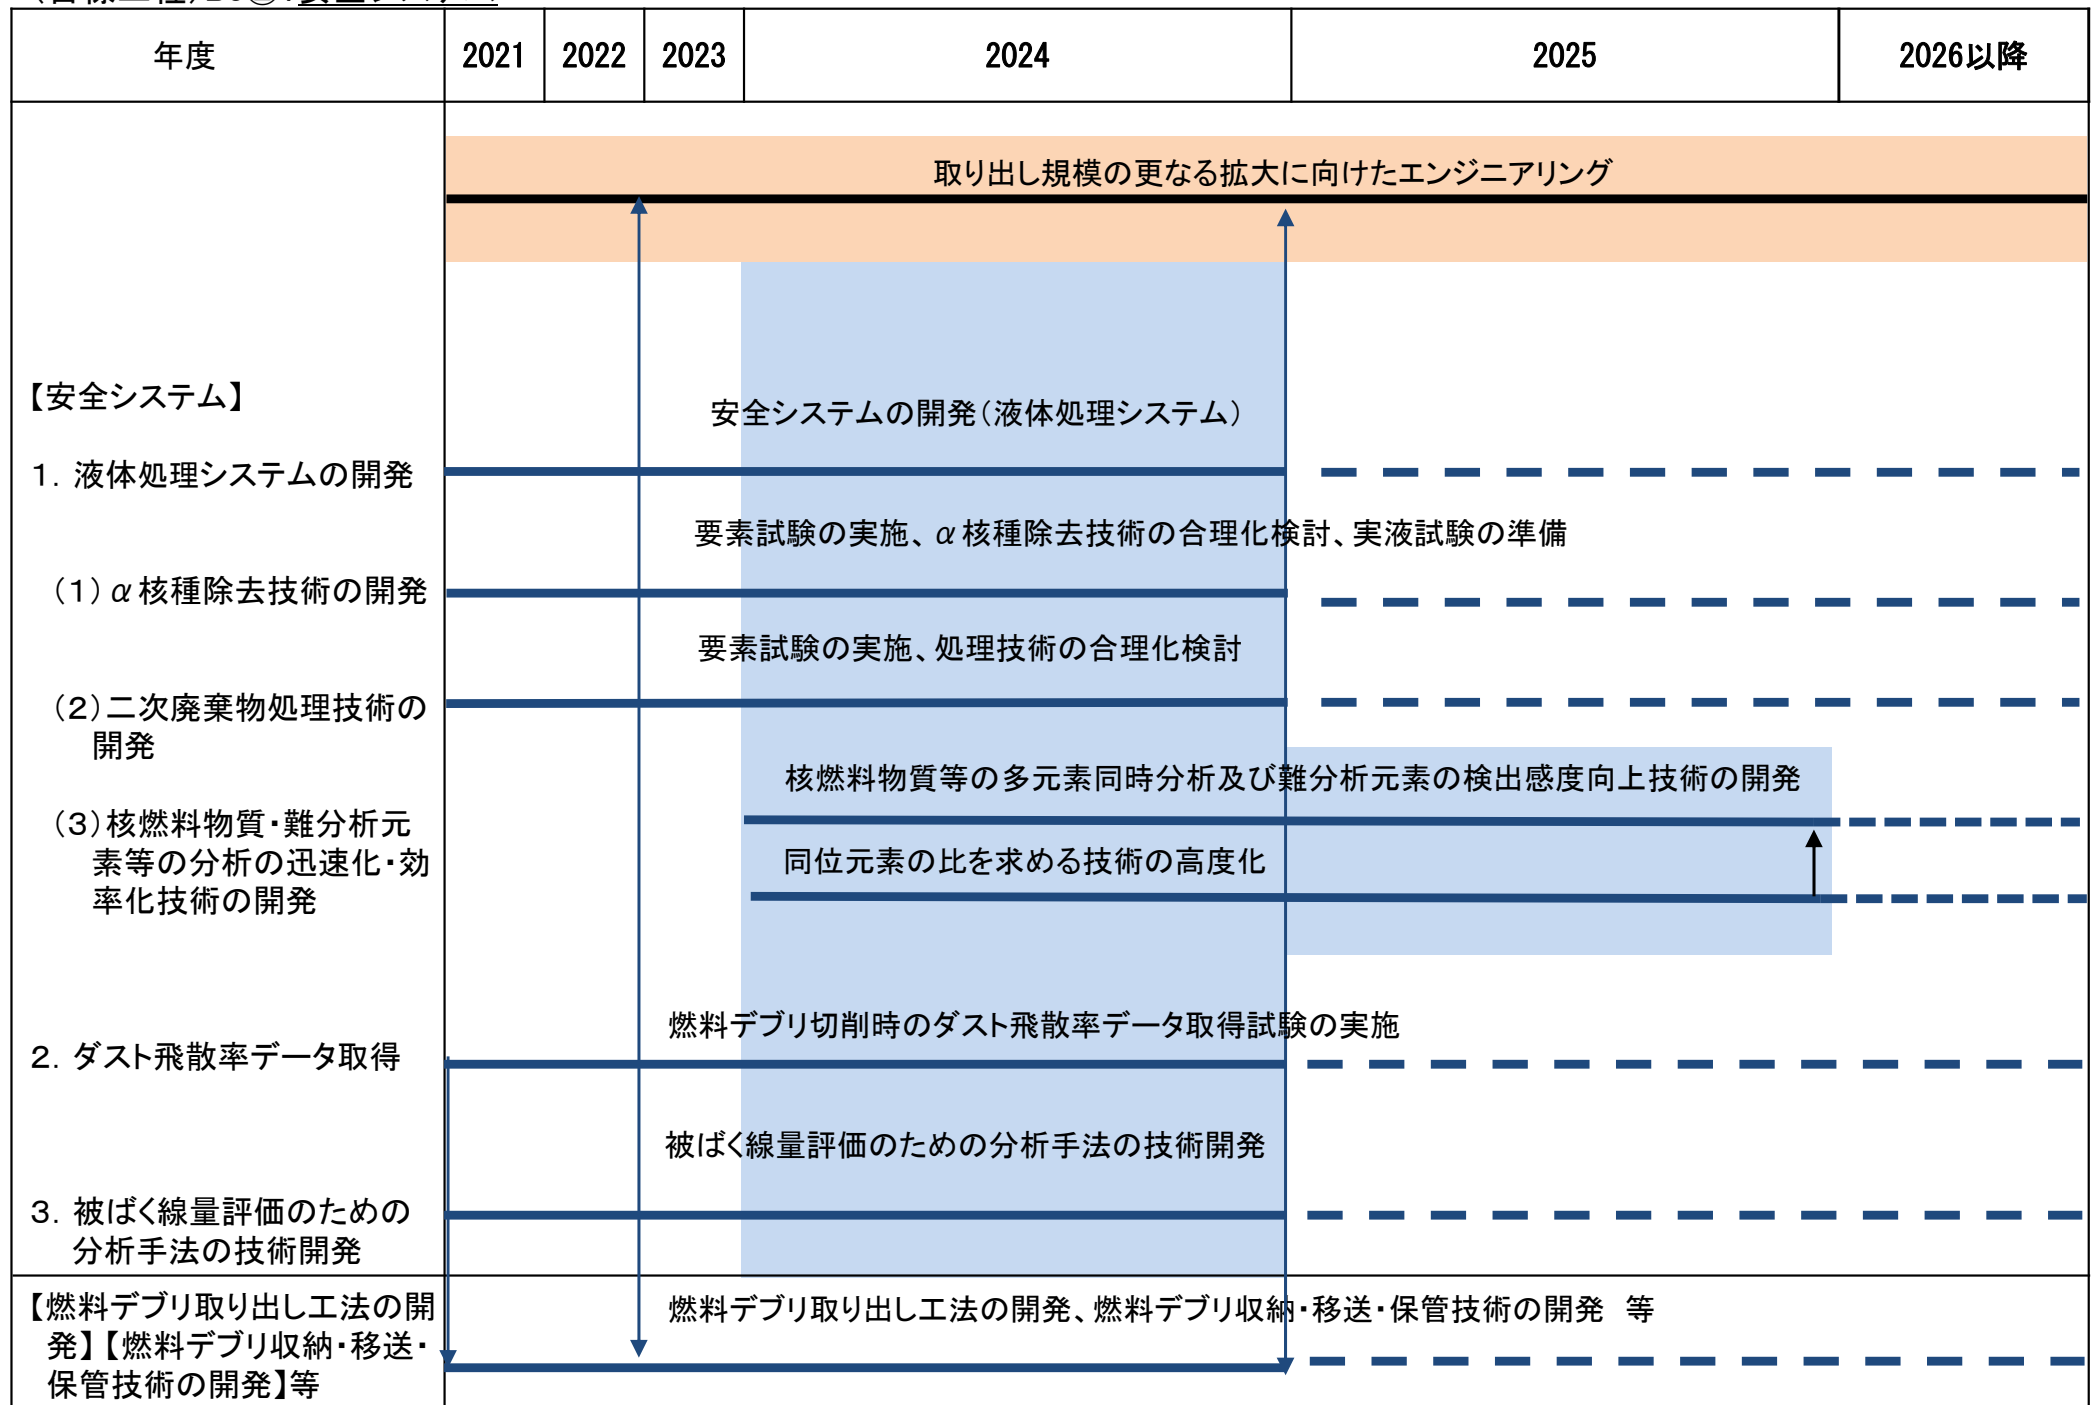 年度
2021
2022
2023
2024
2025
2026以降
取り出し規模の更なる拡大に向けたエンジニアリング
【安全システム】
安全システムの開発（液体処理システム）
１．液体処理システムの開発
要素試験の実施、α核種除去技術の合理化検討、実液試験の準備
（１）α核種除去技術の開発
要素試験の実施、処理技術の合理化検討
（２）二次廃棄物処理技術の
開発
核燃料物質等の多元素同時分析及び難分析元素の検出感度向上技術の開発
（３）核燃料物質・難分析元
素等の分析の迅速化・効
率化技術の開発
同位元素の比を求める技術の高度化
燃料デブリ切削時のダスト飛散率データ取得試験の実施
２．ダスト飛散率データ取得
被ばく線量評価のための分析手法の技術開発
３．被ばく線量評価のための
分析手法の技術開発
【燃料デブリ取り出し工法の開
発】【燃料デブリ収納・移送・
保管技術の開発】等
燃料デブリ取り出し工法の開発、燃料デブリ収納・移送・保管技術の開発　等